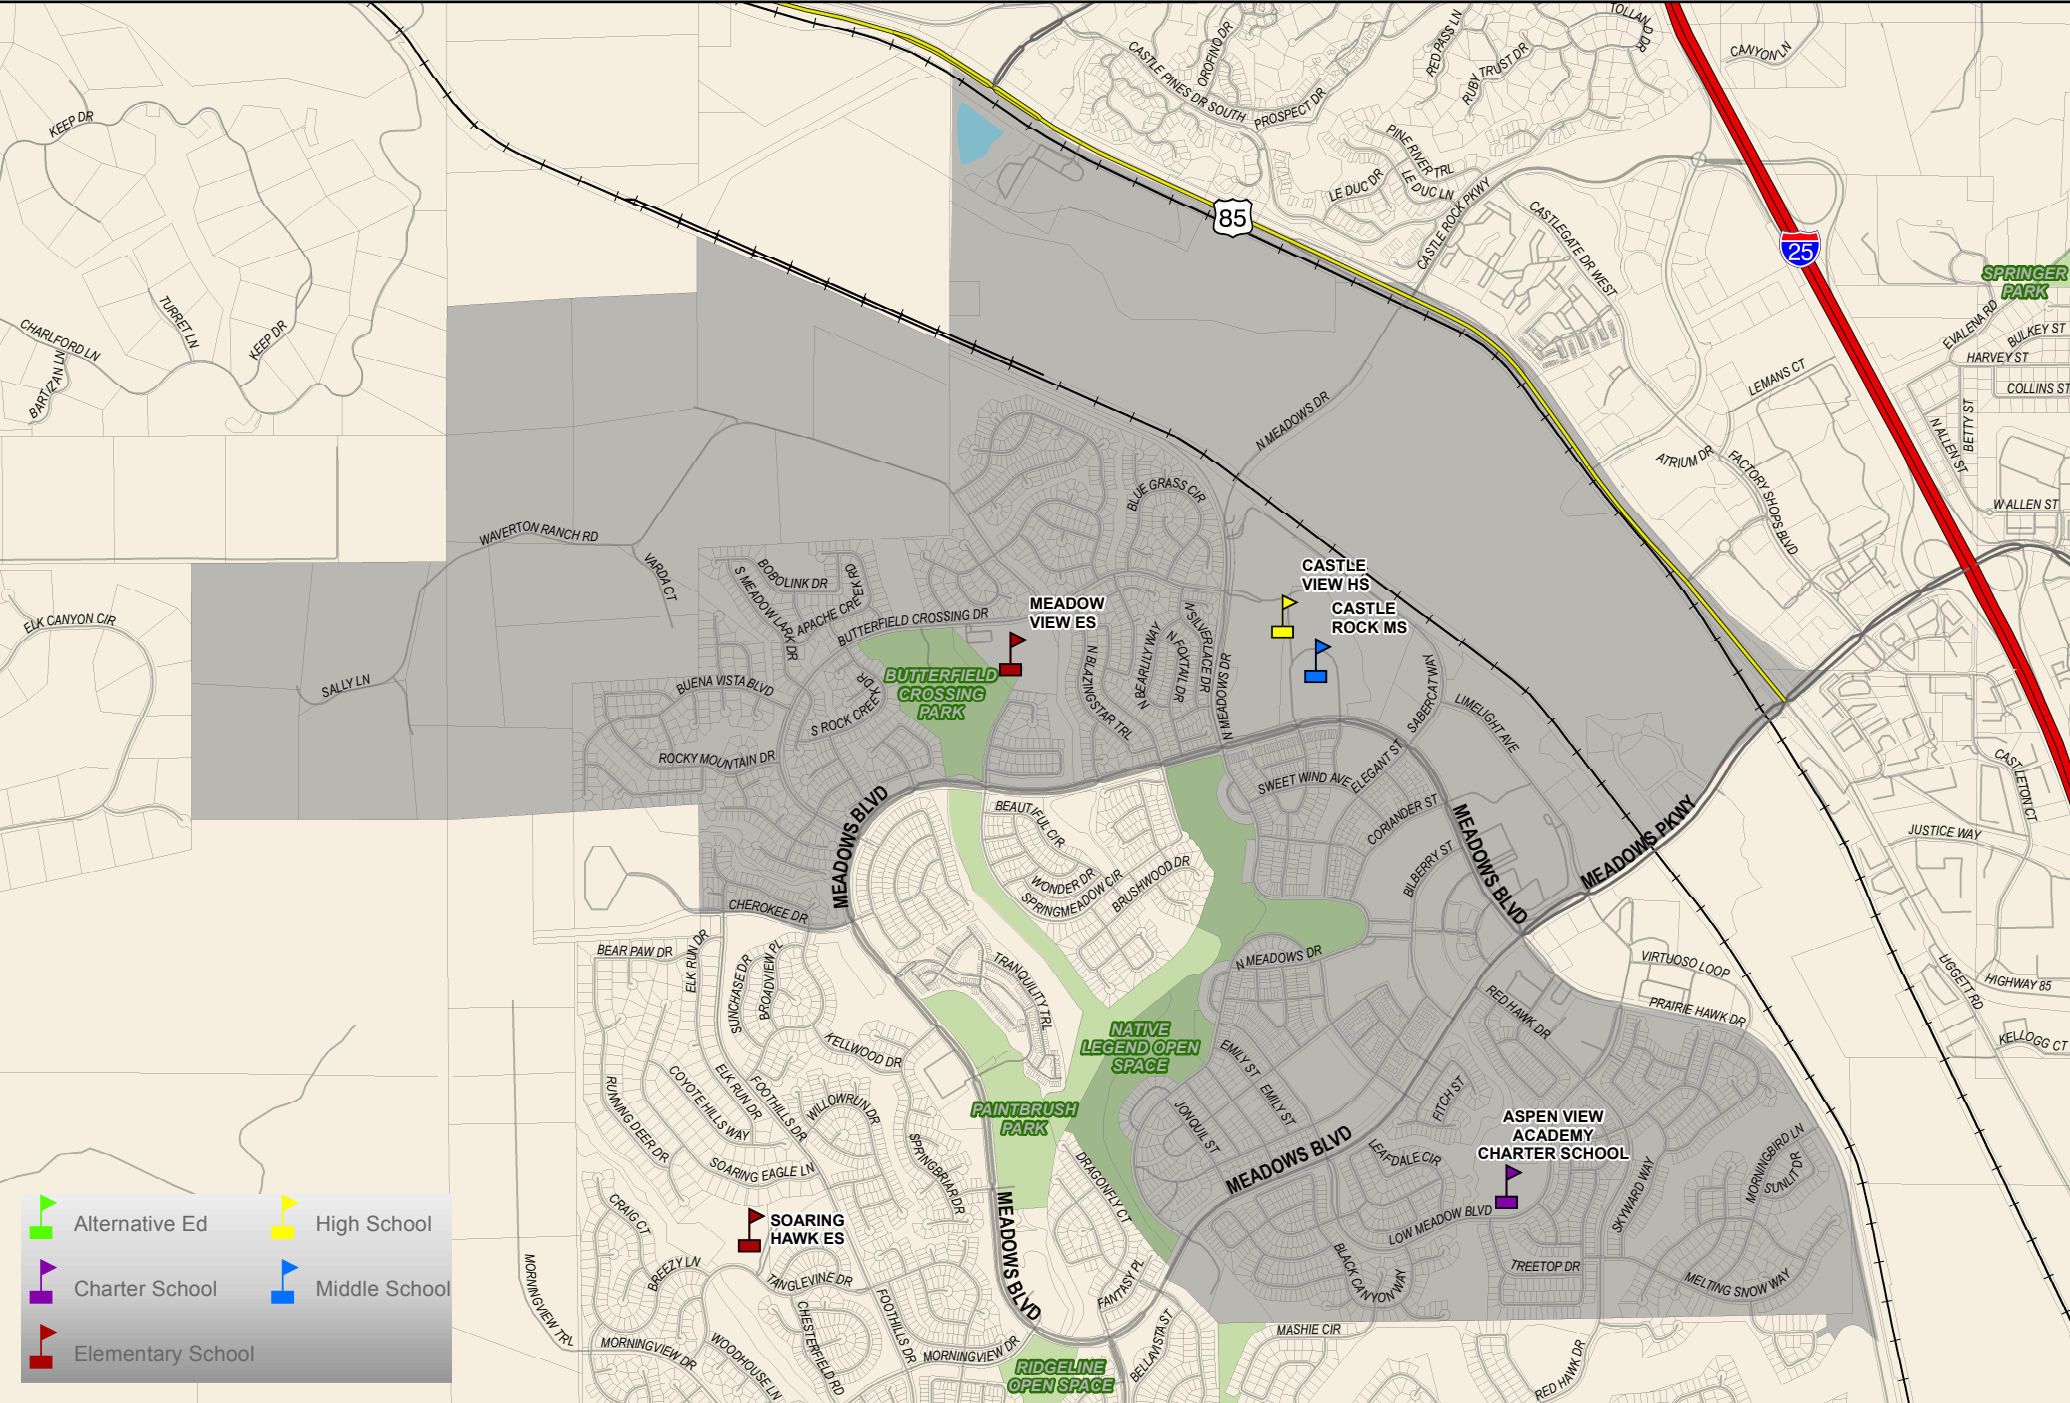 TOLLAN
D DR
CANYON LN
RED PASS LN
OROFINO DR
RUBY TRUST DR
CASTLE PINES DR SOUTH
PROSPECT DR
KEEP DR
PINE RIVER TRL
LE DUC DR
LE DUC LN
CASTLE ROCK PKWY
CASTLEGATE DR WEST
85
25
SPRINGER
PARK
EVALENA RD
BULKEY ST
HARVEY ST
COLLINS ST
TURRET LN
KEEP DR
CHARLFORD LN
BARTIZAN LN
LEMANS CT
N ALLEN ST
BETTY ST
N MEADOWS DR
ATRIUM DR
FACTORY SHOPS BLVD
W ALLEN ST
BLUE GRASS CIR
WAVERTON RANCH RD
VARDA CT
BOBOLINK DR
S MEADOWLARK DR
APACHE CREEK RD
BUTTERFIELD CROSSING DR
MEADOW
VIEW ES
CASTLE
VIEW HS
CASTLE
ROCK MS
ELK CANYON CIR
SALLY LN
BUENA VISTA BLVD
S ROCK CREEK DR
BUTTERFIELD
CROSSING
PARK
N BLAZINGSTAR TRL
N BEARLILY WAY
N FOXTAIL DR
N SILVERLACE DR
N MEADOWS DR
SABERCAT WAY
LIMELIGHT AVE
ROCKY MOUNTAIN DR
SWEET WIND AVE
ELEGANT ST
CORIANDER ST
BILBERRY ST
MEADOWS BLVD
MEADOWS BLVD
MEADOWS PKWY
CASTLETON CT
JUSTICE WAY
BEAUTIFUL CIR
WONDER DR
SPRINGMEADOW CIR
BRUSHWOOD DR
CHEROKEE DR
BEAR PAW DR
ELK RUN DR
SUNCHASE DR
BROADVIEW PL
TRANQUILITY TRL
N MEADOWS DR
VIRTUOSO LOOP
LIGGETT RD
HIGHWAY 85
RED HAWK DR
PRAIRIE HAWK DR
KELLOGG CT
NATIVE
LEGEND OPEN
SPACE
KELLWOOD DR
EMILY ST
EMILY ST
RUNNING DEER DR
COYOTE HILLS WAY
ELK RUN DR
FOOTHILLS DR
WILLOWRUN DR
PAINTBRUSH
PARK
JONQUIL ST
FITCH ST
ASPEN VIEW
ACADEMY
CHARTER SCHOOL
MEADOWS BLVD
LEAFDALE CIR
SOARING EAGLE LN
SPRINGBRIAR DR
DRAGONFLY CT
MORNINGBIRD LN
SUNLIT DR
SKYWARD WAY
LOW MEADOW BLVD
CRAIG CT
SOARING
HAWK ES
MEADOWS BLVD
BREEZY LN
TANGLEVINE DR
FANTASY PL
BLACK CANYON WAY
TREETOP DR
MELTING SNOW WAY
MORNINGVIEW TRL
CHESTERFIELD RD
FOOTHILLS DR
MORNINGVIEW DR
WOODHOUSE LN
MORNINGVIEW DR
BELLAVISTA ST
MASHIE CIR
RED HAWK DR
RIDGELINE
OPEN SPACE
Alternative Ed
High School
Charter School
Middle School
Elementary School